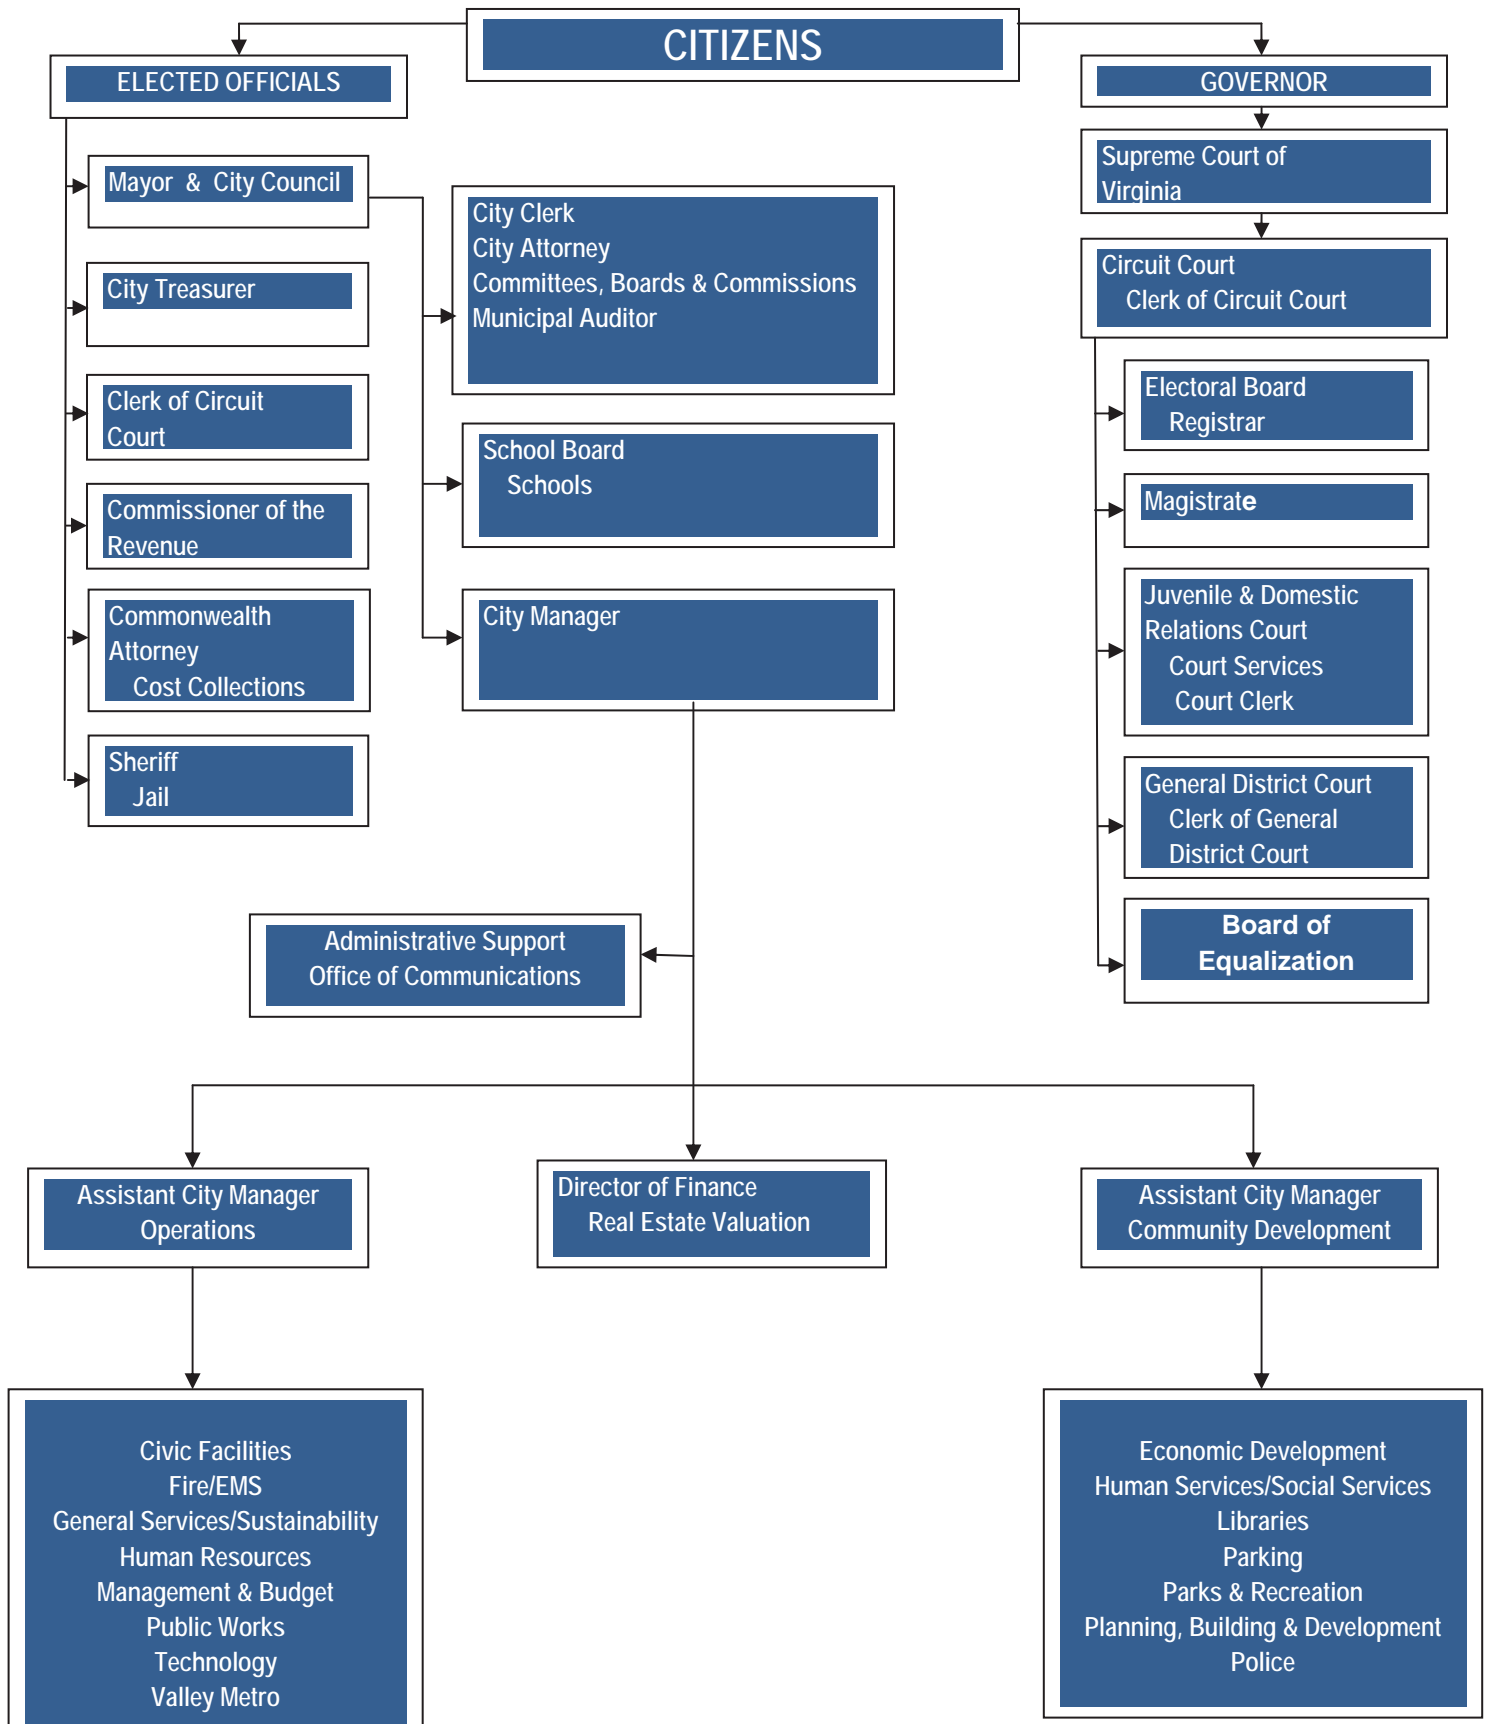 CITIZENS
ELECTED OFFICIALS
GOVERNOR
Mayor & City Council
City Treasurer
Clerk of Circuit
Court
Commissioner of the
Revenue
Commonwealth
Attorney
Cost Collections
Sheriff
Jail
City Clerk
City Attorney
Committees, Boards & Commissions
Municipal Auditor
School Board
Schools
City Manager
Supreme Court of
Virginia
Circuit Court
Clerk of Circuit Court
Electoral Board
Registrar
Magistrate
Juvenile & Domestic
Relations Court
Court Services
Court Clerk
General District Court
Clerk of General
District Court
Board of
Equalization
Administrative Support
Office of Communications
Assistant City Manager
Operations
Director of Finance
Real Estate Valuation
Assistant City Manager
Community Development
Civic Facilities
Fire/EMS
General Services/Sustainability
Human Resources
Management & Budget
Public Works
Technology
Valley Metro
Economic Development
Human Services/Social Services
Libraries
Parking
Parks & Recreation
Planning, Building & Development
Police